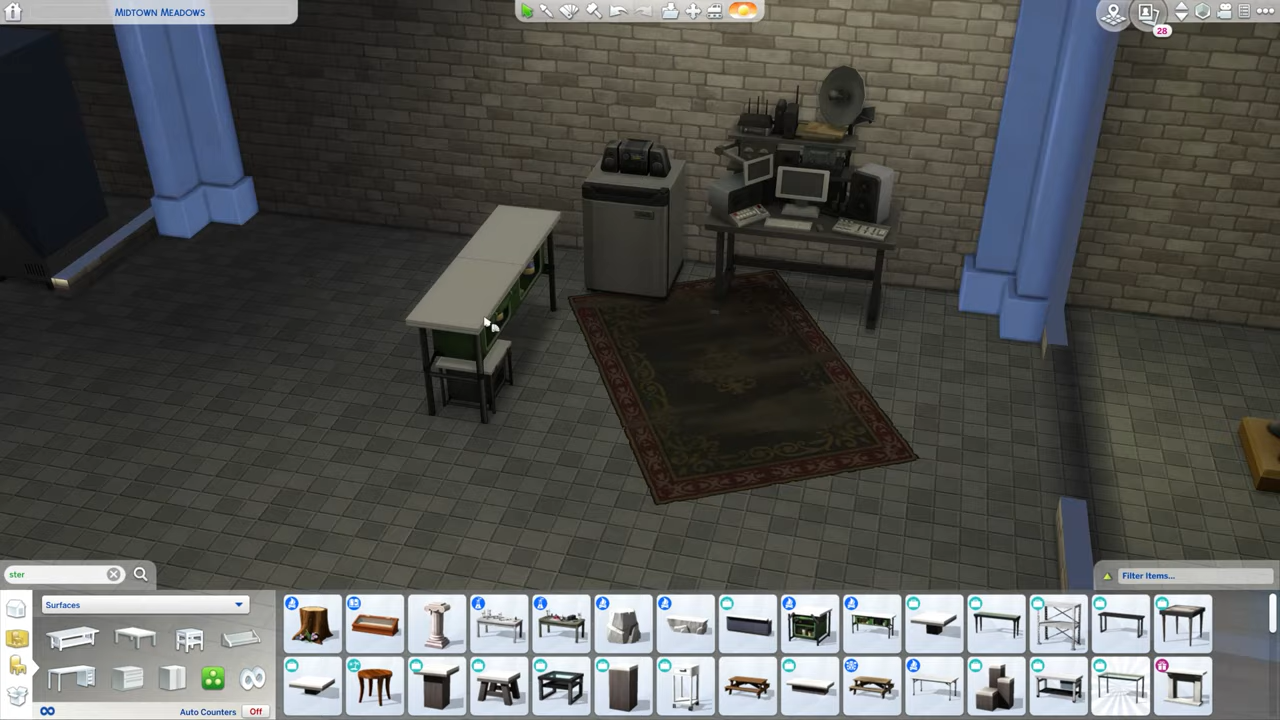 MIDTOWN MEADOWS
28
ster
Filter Items...
Surfaces
Auto Counters Off